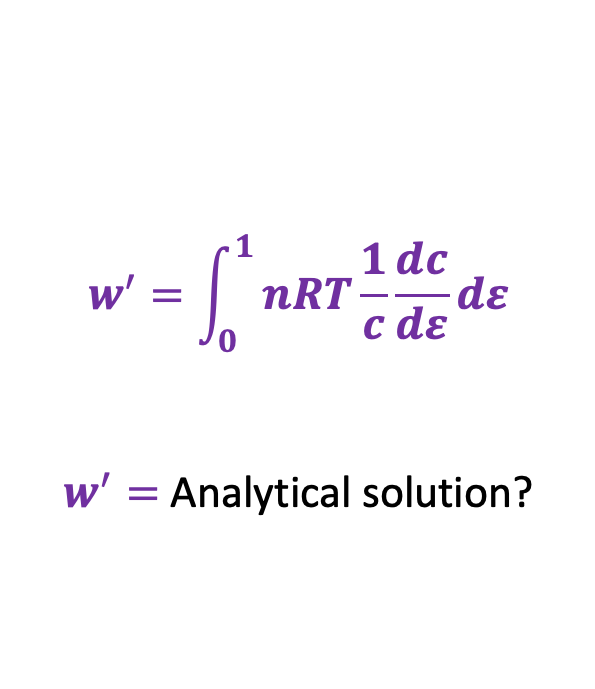 w′ = ∫₀¹ nRT (1/c) (dc/dε) dε
w′ = Analytical solution?